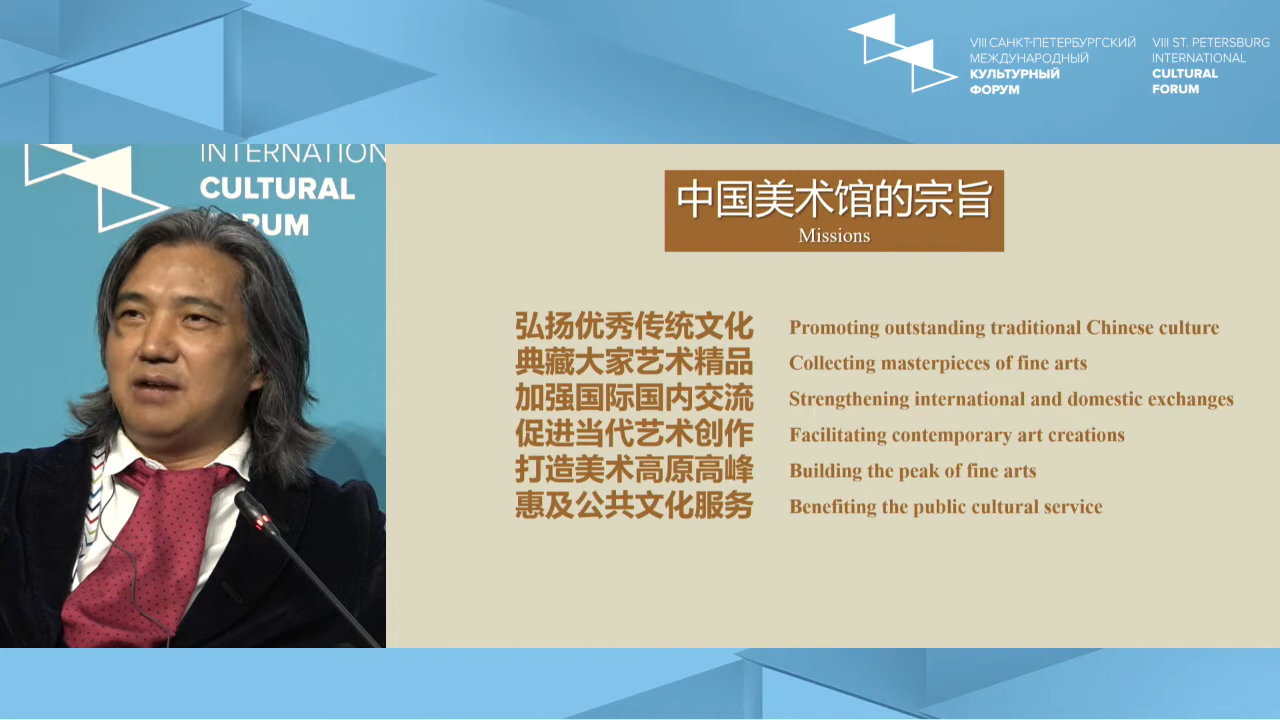 VIII САНКТ-ПЕТЕРБУРГСКИЙ
МЕЖДУНАРОДНЫЙ
КУЛЬТУРНЫЙ
ФОРУМ
VIII ST. PETERSBURG
INTERNATIONAL
CULTURAL
FORUM
INTERNATION
CULTURAL
FORUM
中国美术馆的宗旨
Missions
弘扬优秀传统文化
Promoting outstanding traditional Chinese culture
典藏大家艺术精品
Collecting masterpieces of fine arts
加强国际国内交流
Strengthening international and domestic exchanges
促进当代艺术创作
Facilitating contemporary art creations
打造美术高原高峰
Building the peak of fine arts
惠及公共文化服务
Benefiting the public cultural service